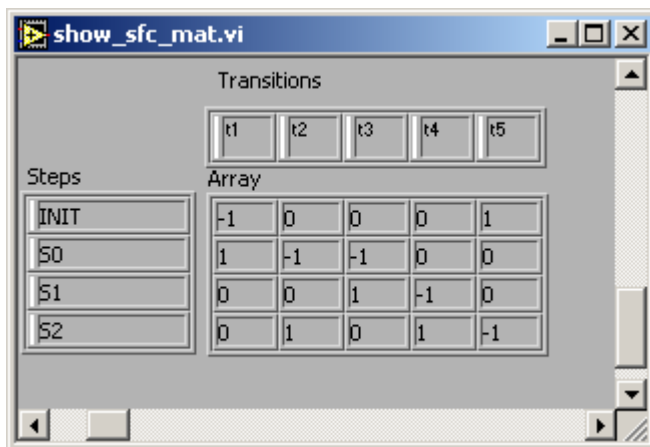 show_sfc_mat.vi
Transitions
t1 t2 t3 t4 t5
Steps Array
INIT -1 0 0 0 1
S0 1 -1 -1 0 0
S1 0 0 1 -1 0
S2 0 1 0 1 -1